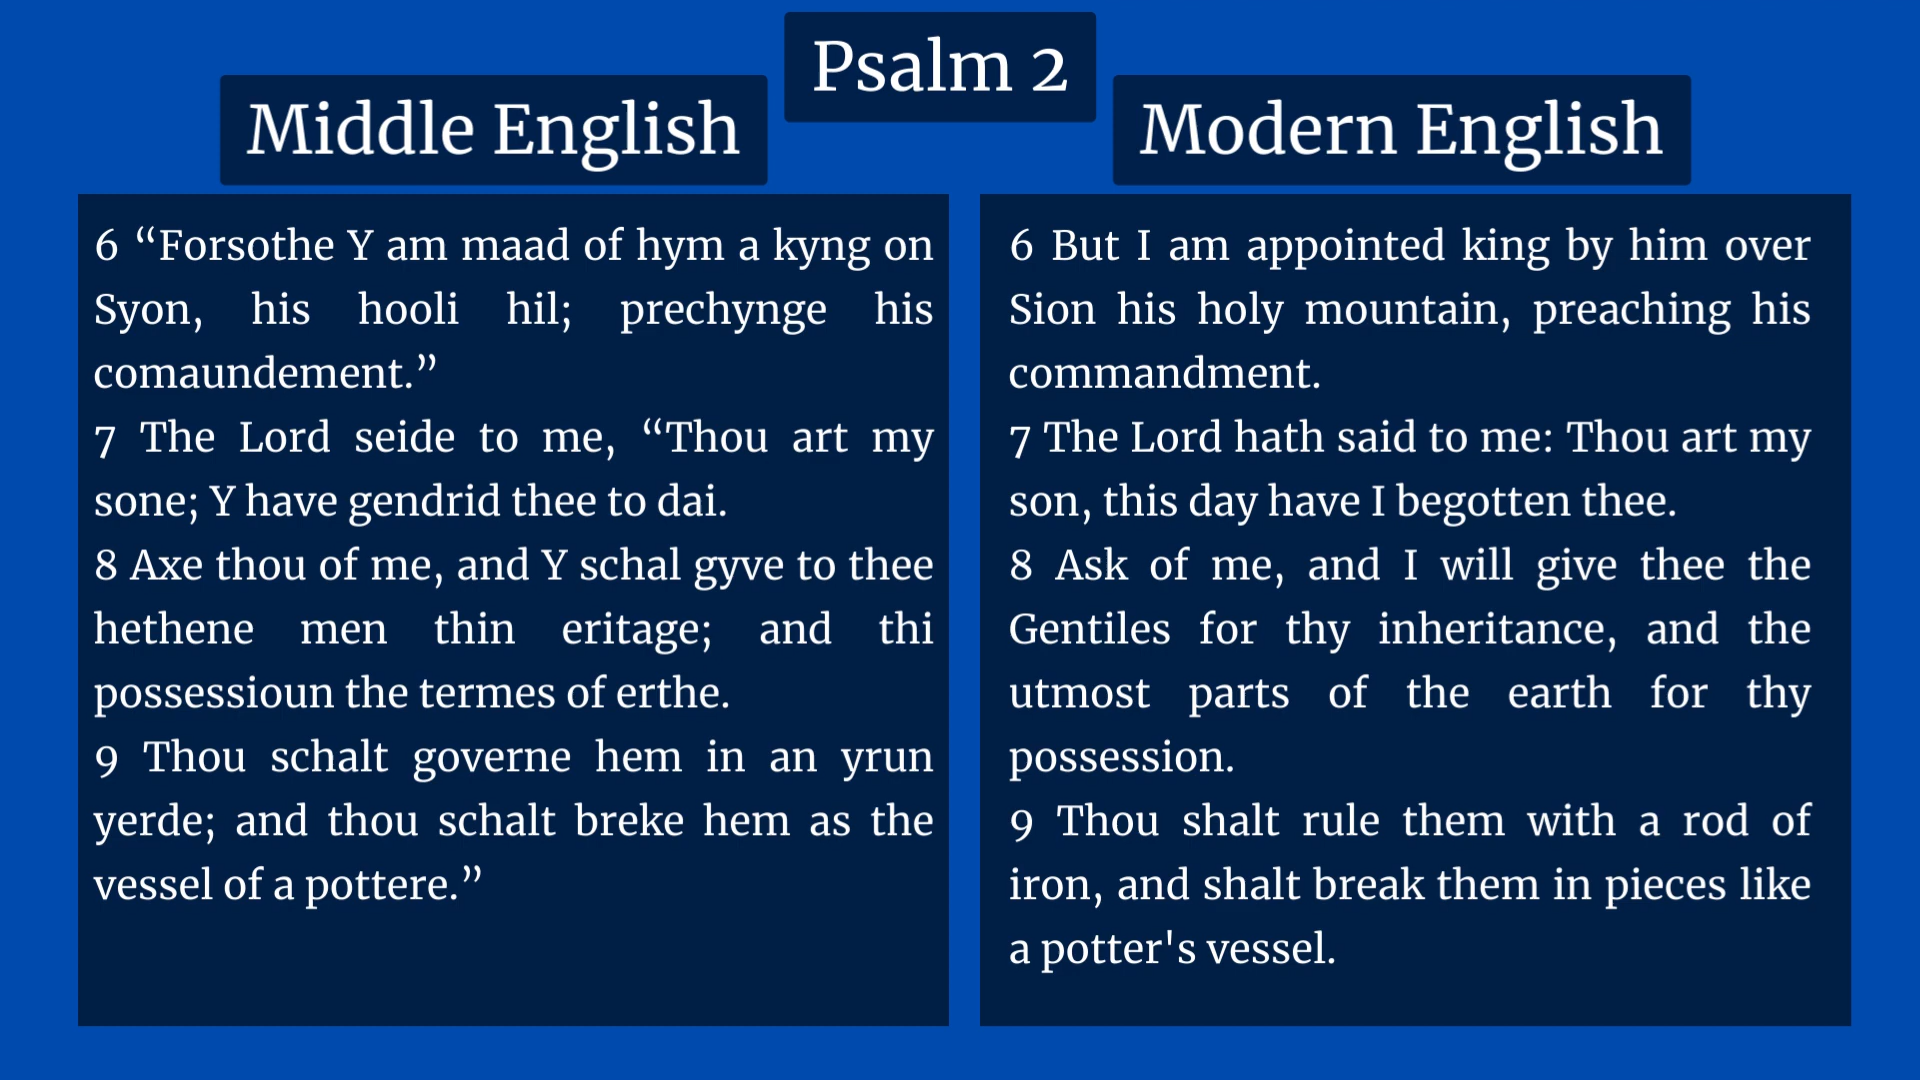 Psalm 2
Middle English
Modern English
6 “Forsothe Y am maad of hym a kyng on
Syon, his hooli hil; prechynge his
comaundement.”
7 The Lord seide to me, “Thou art my
sone; Y have gendrid thee to dai.
8 Axe thou of me, and Y schal gyve to thee
hethene men thin eritage; and thi
possessioun the termes of erthe.
9 Thou schalt governe hem in an yrun
yerde; and thou schalt breke hem as the
vessel of a pottere.”
6 But I am appointed king by him over
Sion his holy mountain, preaching his
commandment.
7 The Lord hath said to me: Thou art my
son, this day have I begotten thee.
8 Ask of me, and I will give thee the
Gentiles for thy inheritance, and the
utmost parts of the earth for thy
possession.
9 Thou shalt rule them with a rod of
iron, and shalt break them in pieces like
a potter's vessel.